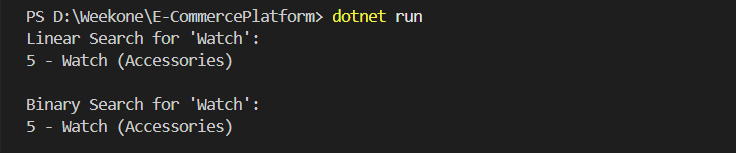 PS D:\Weekone\E-CommercePlatform> dotnet run
Linear Search for 'Watch':
5 - Watch (Accessories)
Binary Search for 'Watch':
5 - Watch (Accessories)